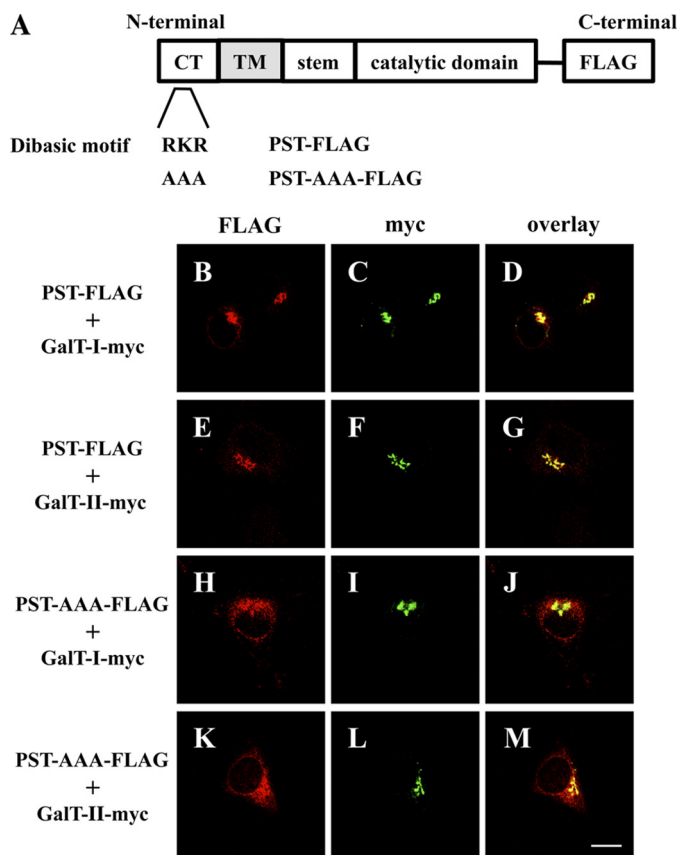 A
N-terminal
C-terminal
CT TM stem catalytic domain FLAG
Dibasic motif RKR PST-FLAG
AAA PST-AAA-FLAG
FLAG myc overlay
PST-FLAG
+
GalT-I-myc
B C D
PST-FLAG
+
GalT-II-myc
E F G
PST-AAA-FLAG
+
GalT-I-myc
H I J
PST-AAA-FLAG
+
GalT-II-myc
K L M